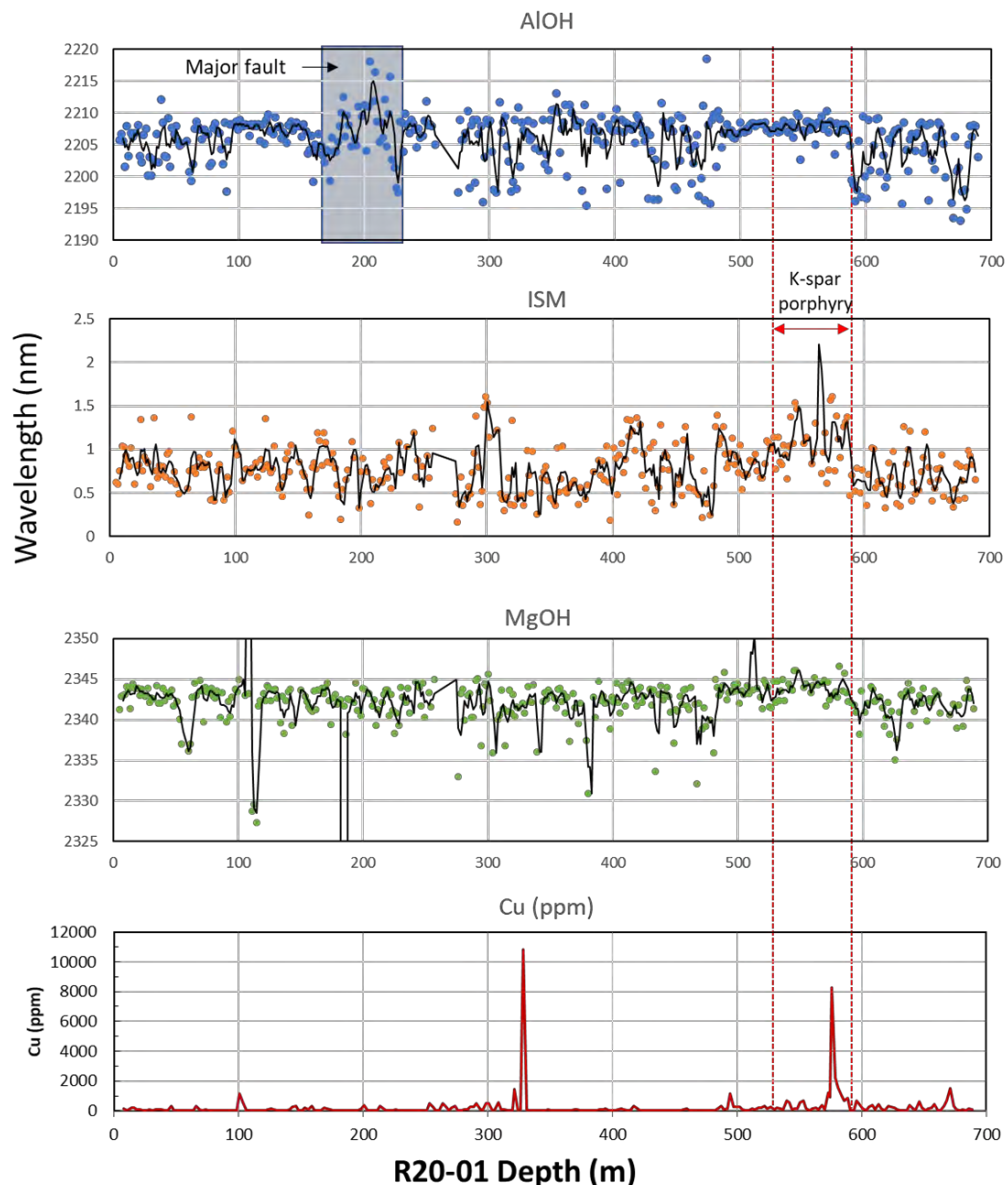 AlOH
2220
2215
2210
2205
2200
2195
2190
Major fault
0 100 200 300 400 500 600 700
K-spar
porphyry
ISM
2.5
2
1.5
1
0.5
0
0 100 200 300 400 500 600 700
Wavelength (nm)
MgOH
2350
2345
2340
2335
2330
2325
0 100 200 300 400 500 600 700
Cu (ppm)
12000
10000
8000
6000
4000
2000
0
Cu (ppm)
0 100 200 300 400 500 600 700
R20-01 Depth (m)